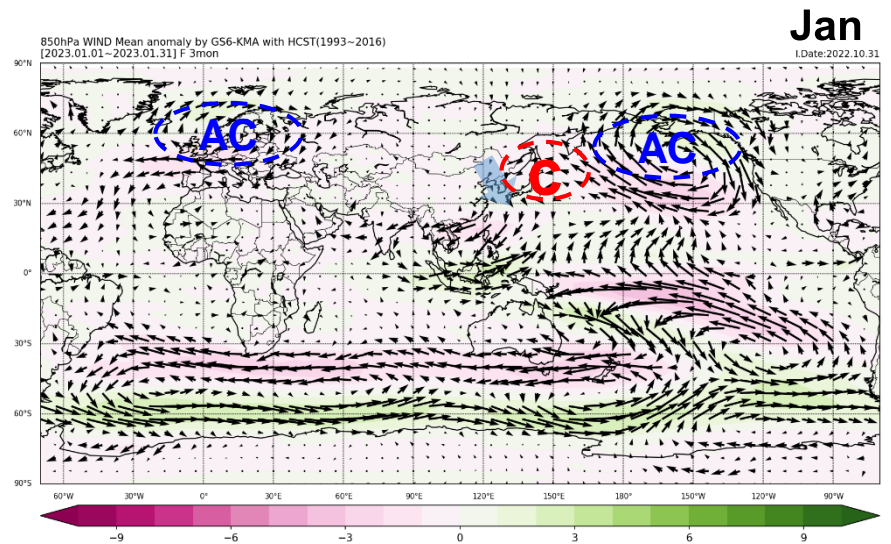 Jan
850hPa WIND Mean anomaly by GS6-KMA with HCST(1993~2016)
[2023.01.01~2023.01.31] F 3mon
I.Date:2022.10.31
90°N
60°N
30°N
0°
30°S
60°S
90°S
AC
C
AC
60°W 30°W 0° 30°E 60°E 90°E 120°E 150°E 180° 150°W 120°W 90°W
−9 −6 −3 0 3 6 9